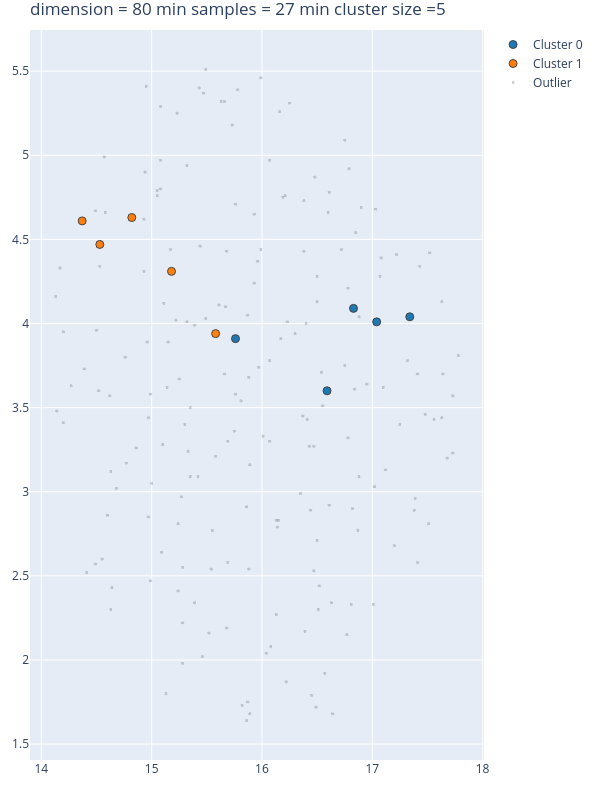 dimension = 80 min samples = 27 min cluster size =5
Cluster 0
Cluster 1
Outlier
5.5
5
4.5
4
3.5
3
2.5
2
1.5
14 15 16 17 18